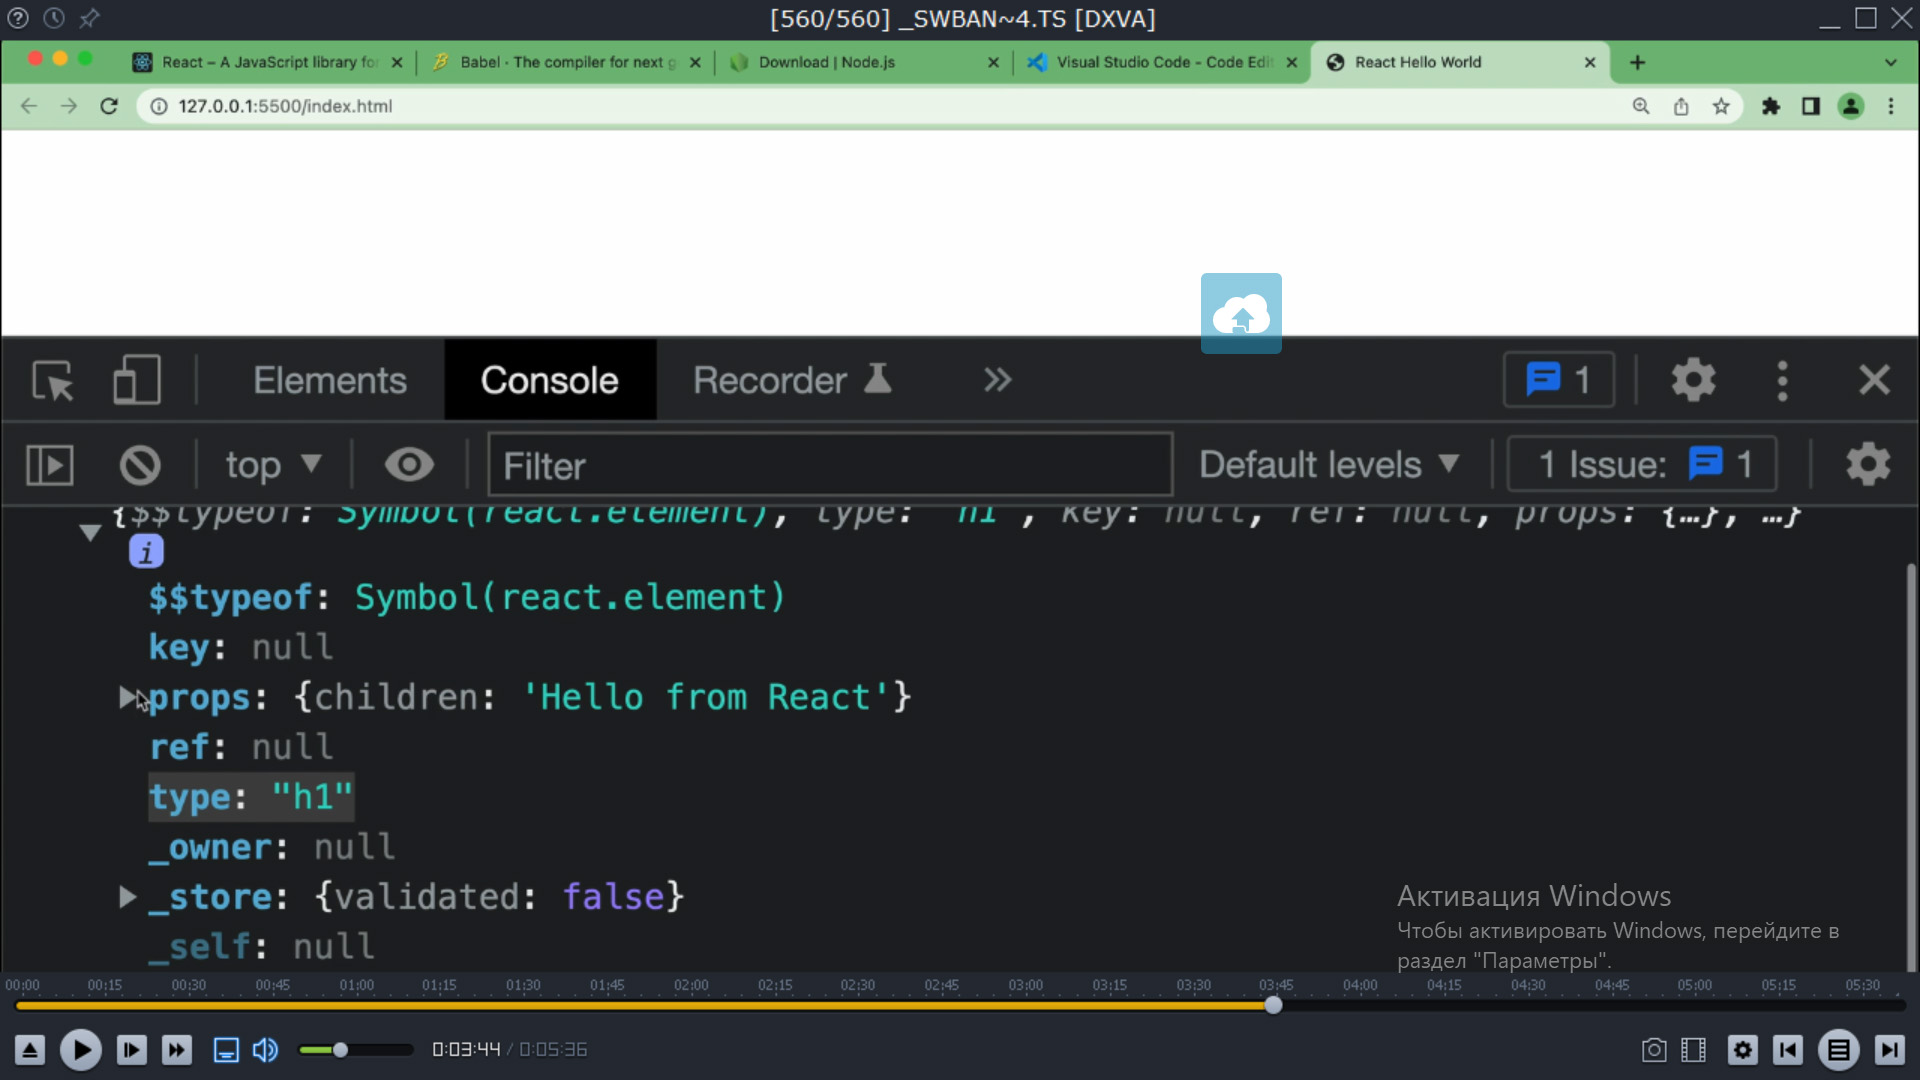 [560/560] _SWBAN~4.TS [DXVA]
React – A JavaScript library fo
Babel · The compiler for next g
Download | Node.js
Visual Studio Code - Code Edi
React Hello World
127.0.0.1:5500/index.html
Elements
Console
Recorder
1
top
Filter
Default levels
1 Issue: 1
{$$typeof: Symbol(react.element), type: 'h1', key: null, ref: null, props: {…}, …}
i
$$typeof: Symbol(react.element)
key: null
props: {children: 'Hello from React'}
ref: null
type: "h1"
_owner: null
_store: {validated: false}
_self: null
Активация Windows
Чтобы активировать Windows, перейдите в
раздел "Параметры".
00:00 00:15 00:30 00:45 01:00 01:15 01:30 01:45 02:00 02:15 02:30 02:45 03:00 03:15 03:30 03:45 04:00 04:15 04:30 04:45 05:00 05:15 05:30
0:03:44 / 0:05:36